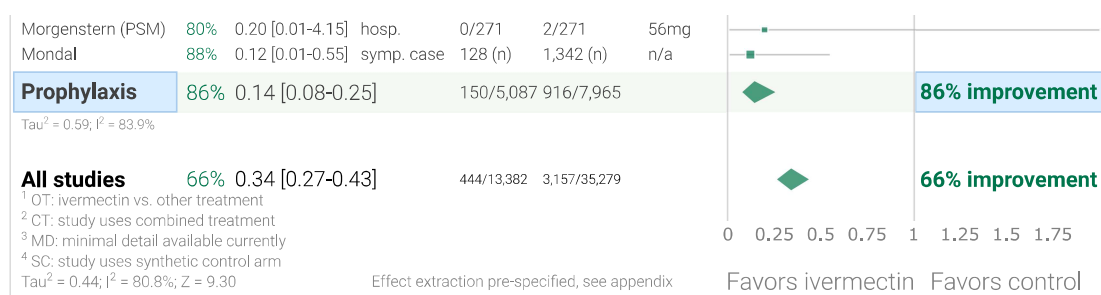 Morgenstern (PSM) 80% 0.20 [0.01-4.15] hosp. 0/271 2/271 56mg
Mondal 88% 0.12 [0.01-0.55] symp. case 128 (n) 1,342 (n) n/a
Prophylaxis 86% 0.14 [0.08-0.25] 150/5,087 916/7,965 86% improvement
Tau² = 0.59; I² = 83.9%
All studies 66% 0.34 [0.27-0.43] 444/13,382 3,157/35,279 66% improvement
¹ OT: ivermectin vs. other treatment
² CT: study uses combined treatment
³ MD: minimal detail available currently
⁴ SC: study uses synthetic control arm
0 0.25 0.5 0.75 1 1.25 1.5 1.75
Tau² = 0.44; I² = 80.8%; Z = 9.30 Effect extraction pre-specified, see appendix Favors ivermectin Favors control